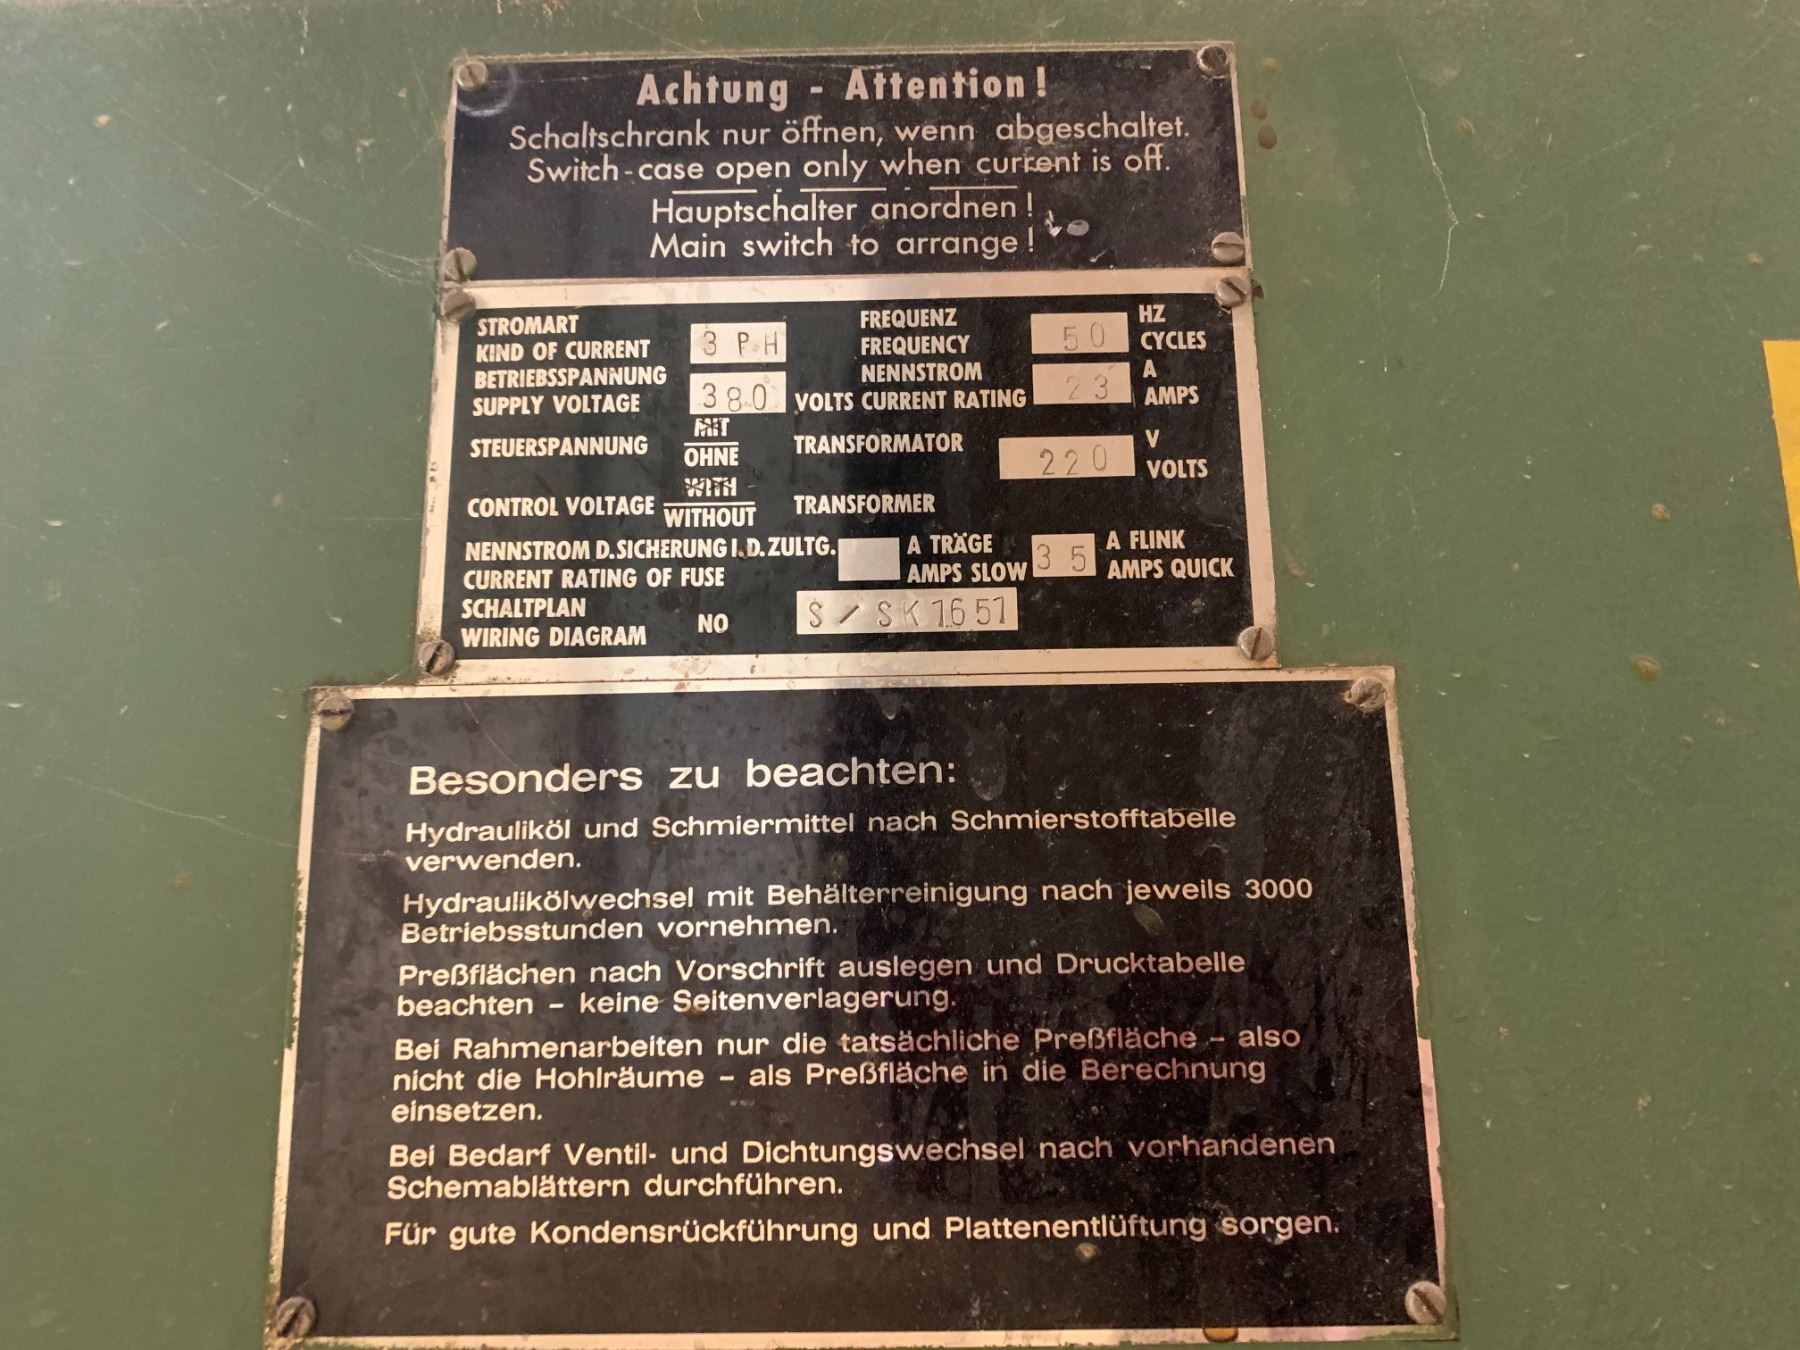 Achtung - Attention!
Schaltschrank nur öffnen, wenn abgeschaltet.
Switch-case open only when current is off.
Hauptschalter anordnen!
Main switch to arrange!
STROMART
KIND OF CURRENT 3 P H
FREQUENZ
FREQUENCY 50 HZ
CYCLES
BETRIEBSSPANNUNG
SUPPLY VOLTAGE 380 VOLTS
NENNSTROM
CURRENT RATING 23 A
AMPS
STEUERSPANNUNG MIT
OHNE TRANSFORMATOR 220 V
VOLTS
CONTROL VOLTAGE WITH
WITHOUT TRANSFORMER
NENNSTROM D.SICHERUNG I.D.ZULTG. A TRÄGE 35 A FLINK
CURRENT RATING OF FUSE AMPS SLOW AMPS QUICK
SCHALTPLAN
WIRING DIAGRAM NO S/SK1651
Besonders zu beachten:
Hydrauliköl und Schmiermittel nach Schmierstofftabelle
verwenden.
Hydraulikölwechsel mit Behälterreinigung nach jeweils 3000
Betriebsstunden vornehmen.
Preßflächen nach Vorschrift auslegen und Drucktabelle
beachten – keine Seitenverlagerung.
Bei Rahmenarbeiten nur die tatsächliche Preßfläche – also
nicht die Hohlräume – als Preßfläche in die Berechnung
einsetzen.
Bei Bedarf Ventil- und Dichtungswechsel nach vorhandenen
Schemablättern durchführen.
Für gute Kondensrückführung und Plattenentlüftung sorgen.